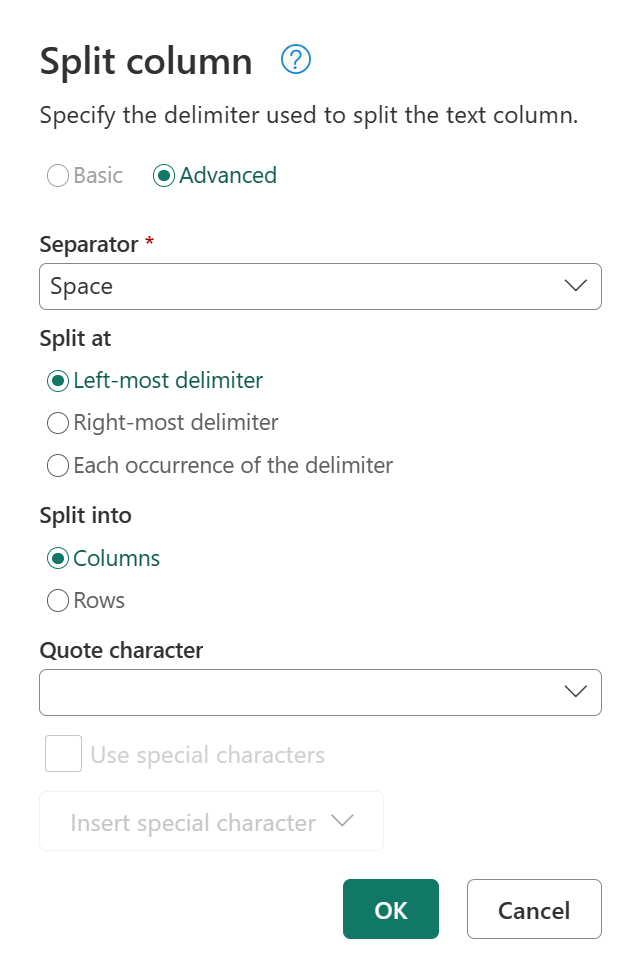 Split column ?
Specify the delimiter used to split the text column.
Basic Advanced
Separator *
Space
Split at
Left-most delimiter
Right-most delimiter
Each occurrence of the delimiter
Split into
Columns
Rows
Quote character
Use special characters
Insert special character
OK Cancel